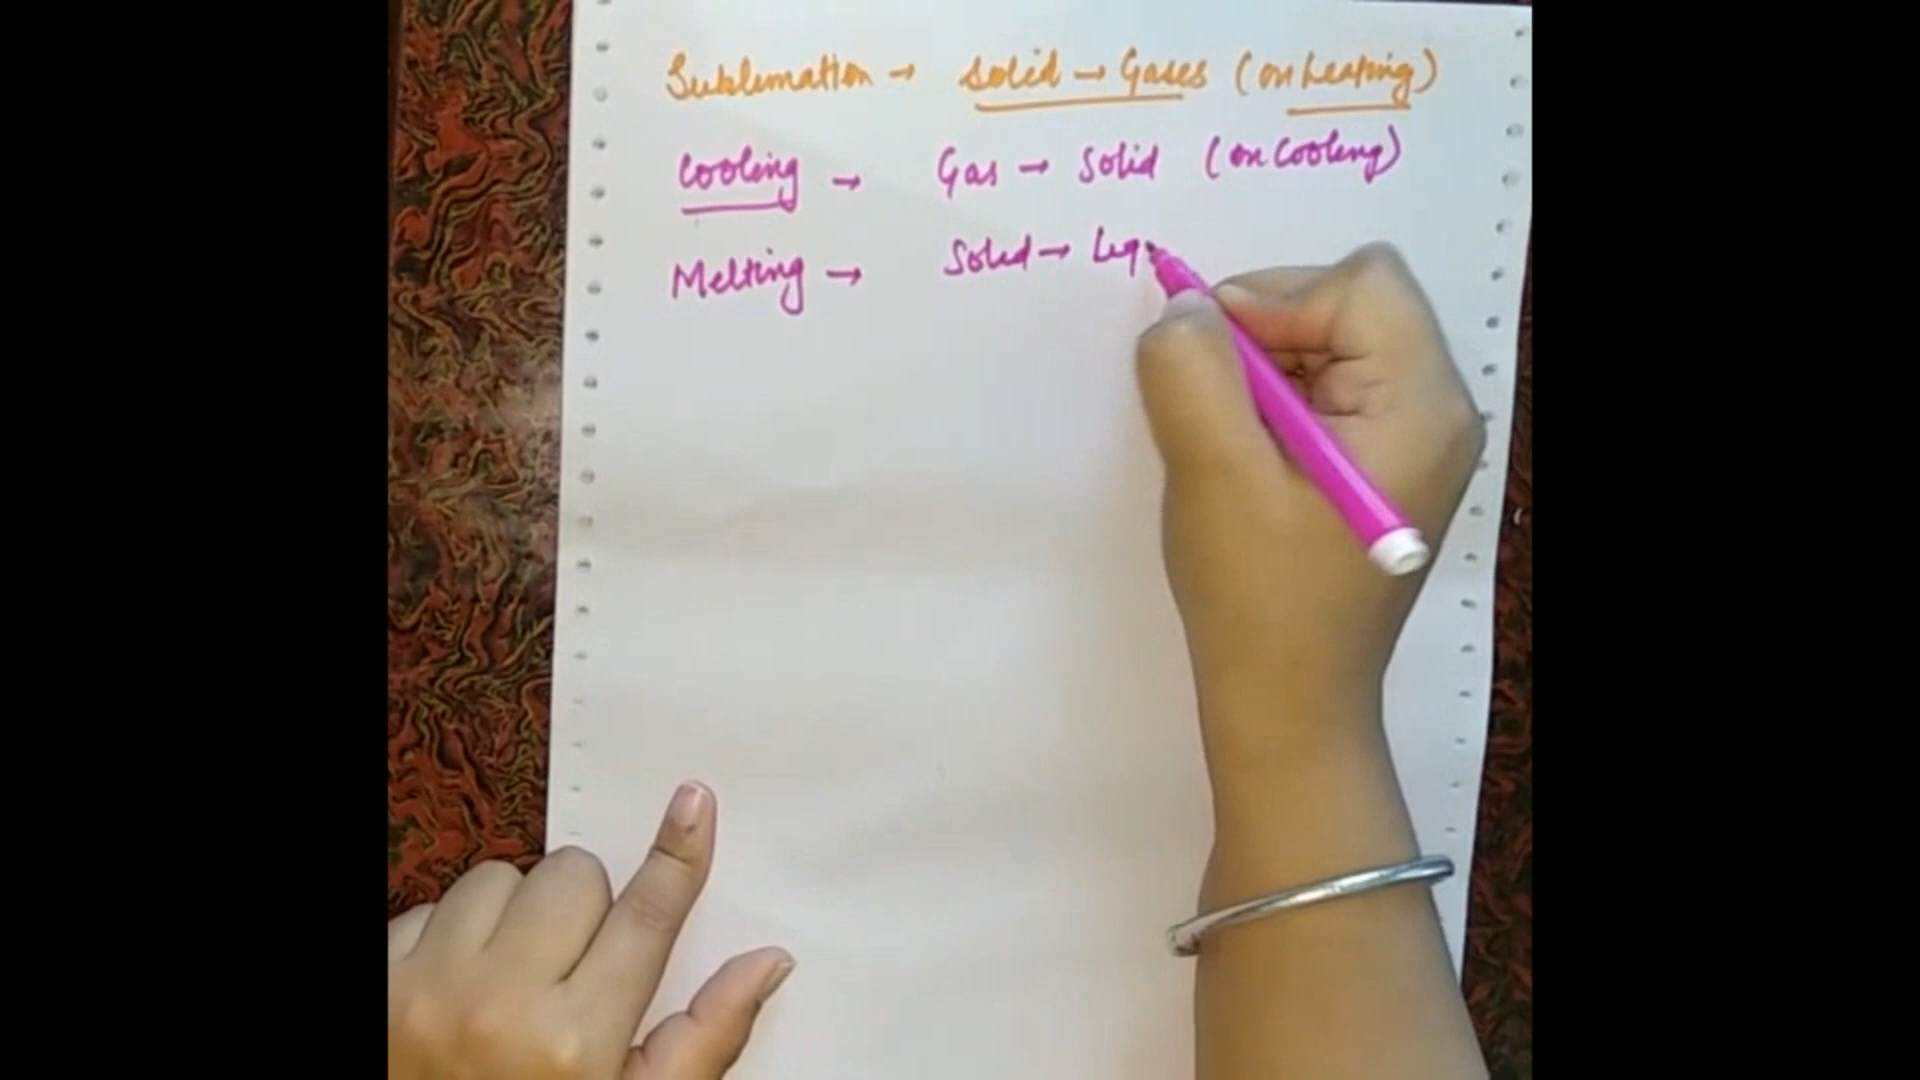 Sublimation → Solid → Gases (on heating)
Cooling → Gas → Solid (on Cooling)
Melting → Solid → Liq